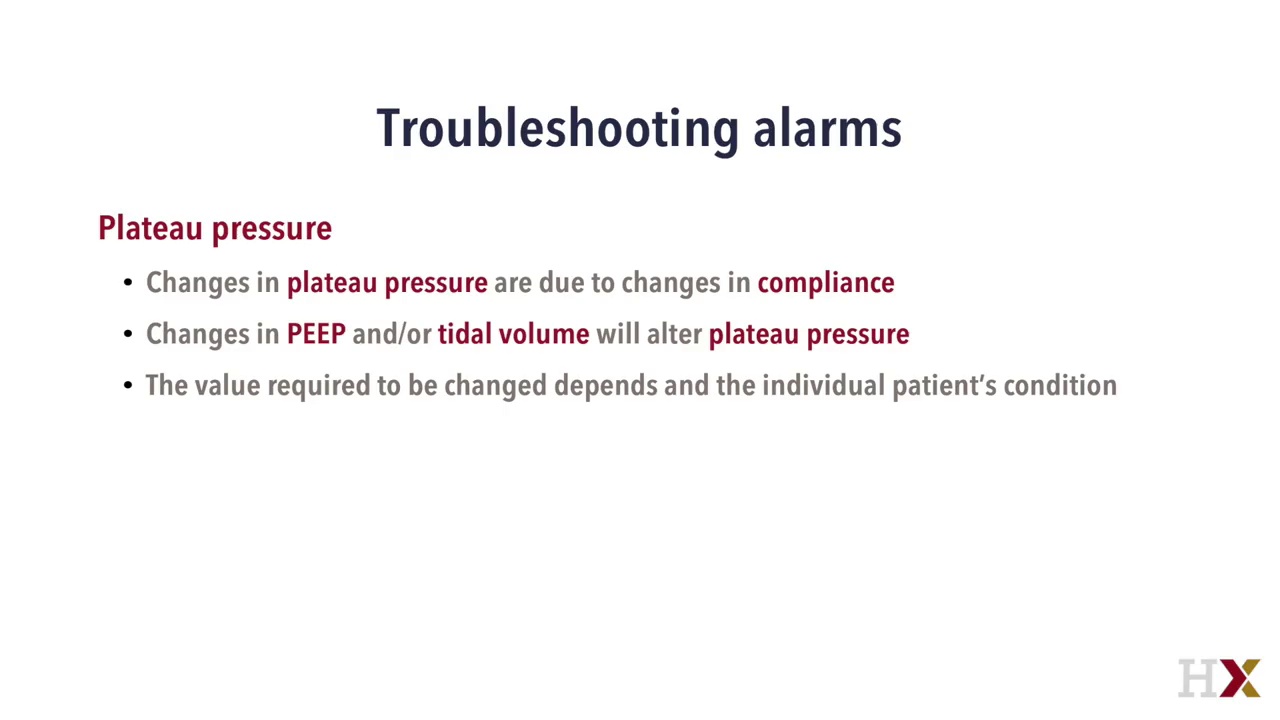 Troubleshooting alarms
Plateau pressure
• Changes in plateau pressure are due to changes in compliance
• Changes in PEEP and/or tidal volume will alter plateau pressure
• The value required to be changed depends and the individual patient's condition
HX